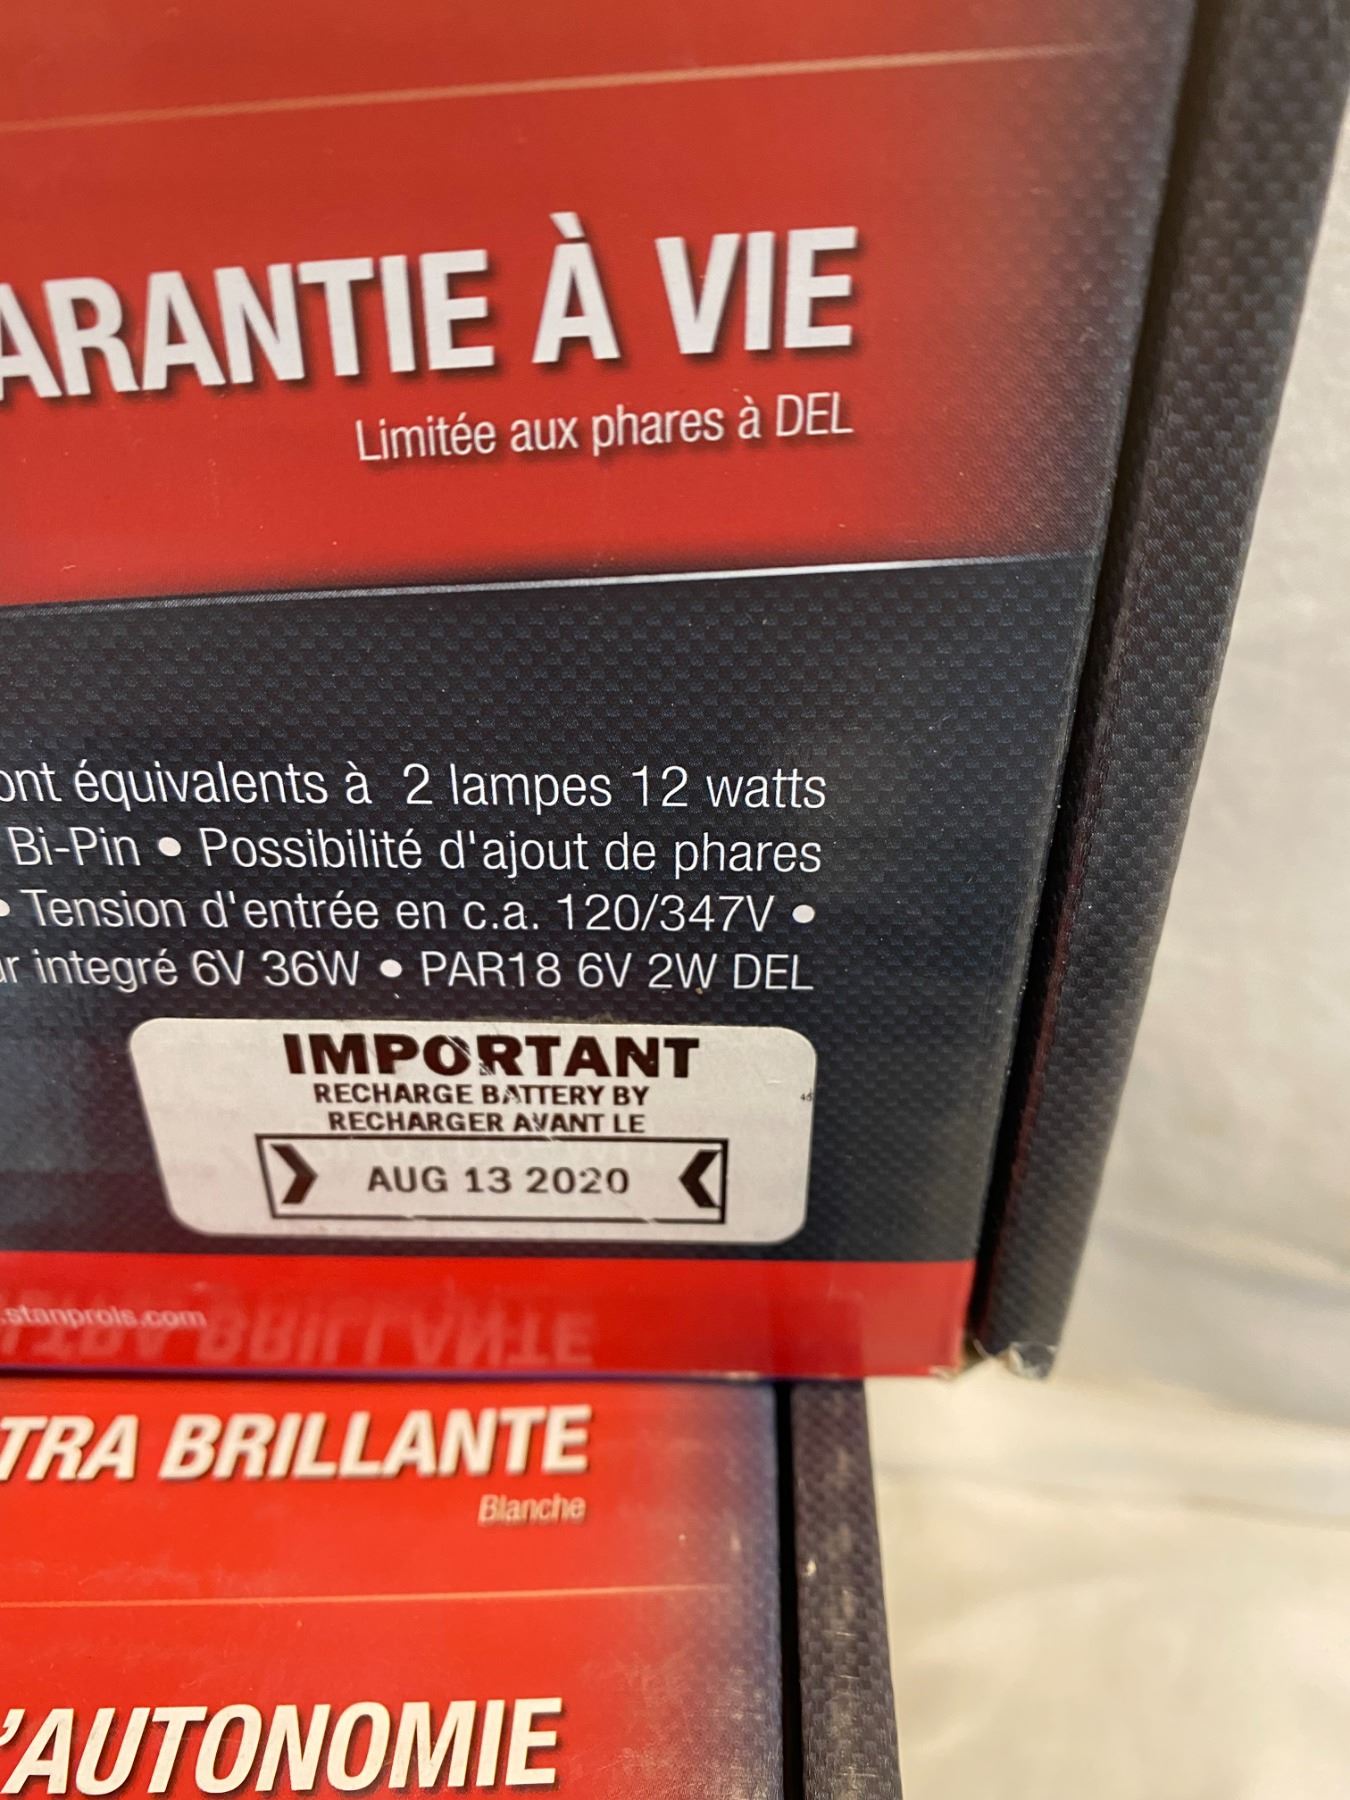 ARANTIE À VIE
Limitée aux phares à DEL
ont équivalents à 2 lampes 12 watts
Bi-Pin • Possibilité d'ajout de phares
• Tension d'entrée en c.a. 120/347V •
ur integré 6V 36W • PAR18 6V 2W DEL
IMPORTANT
RECHARGE BATTERY BY
RECHARGER AVANT LE
AUG 13 2020
.stanprols.com
TRA BRILLANTE
Blanche
'AUTONOMIE